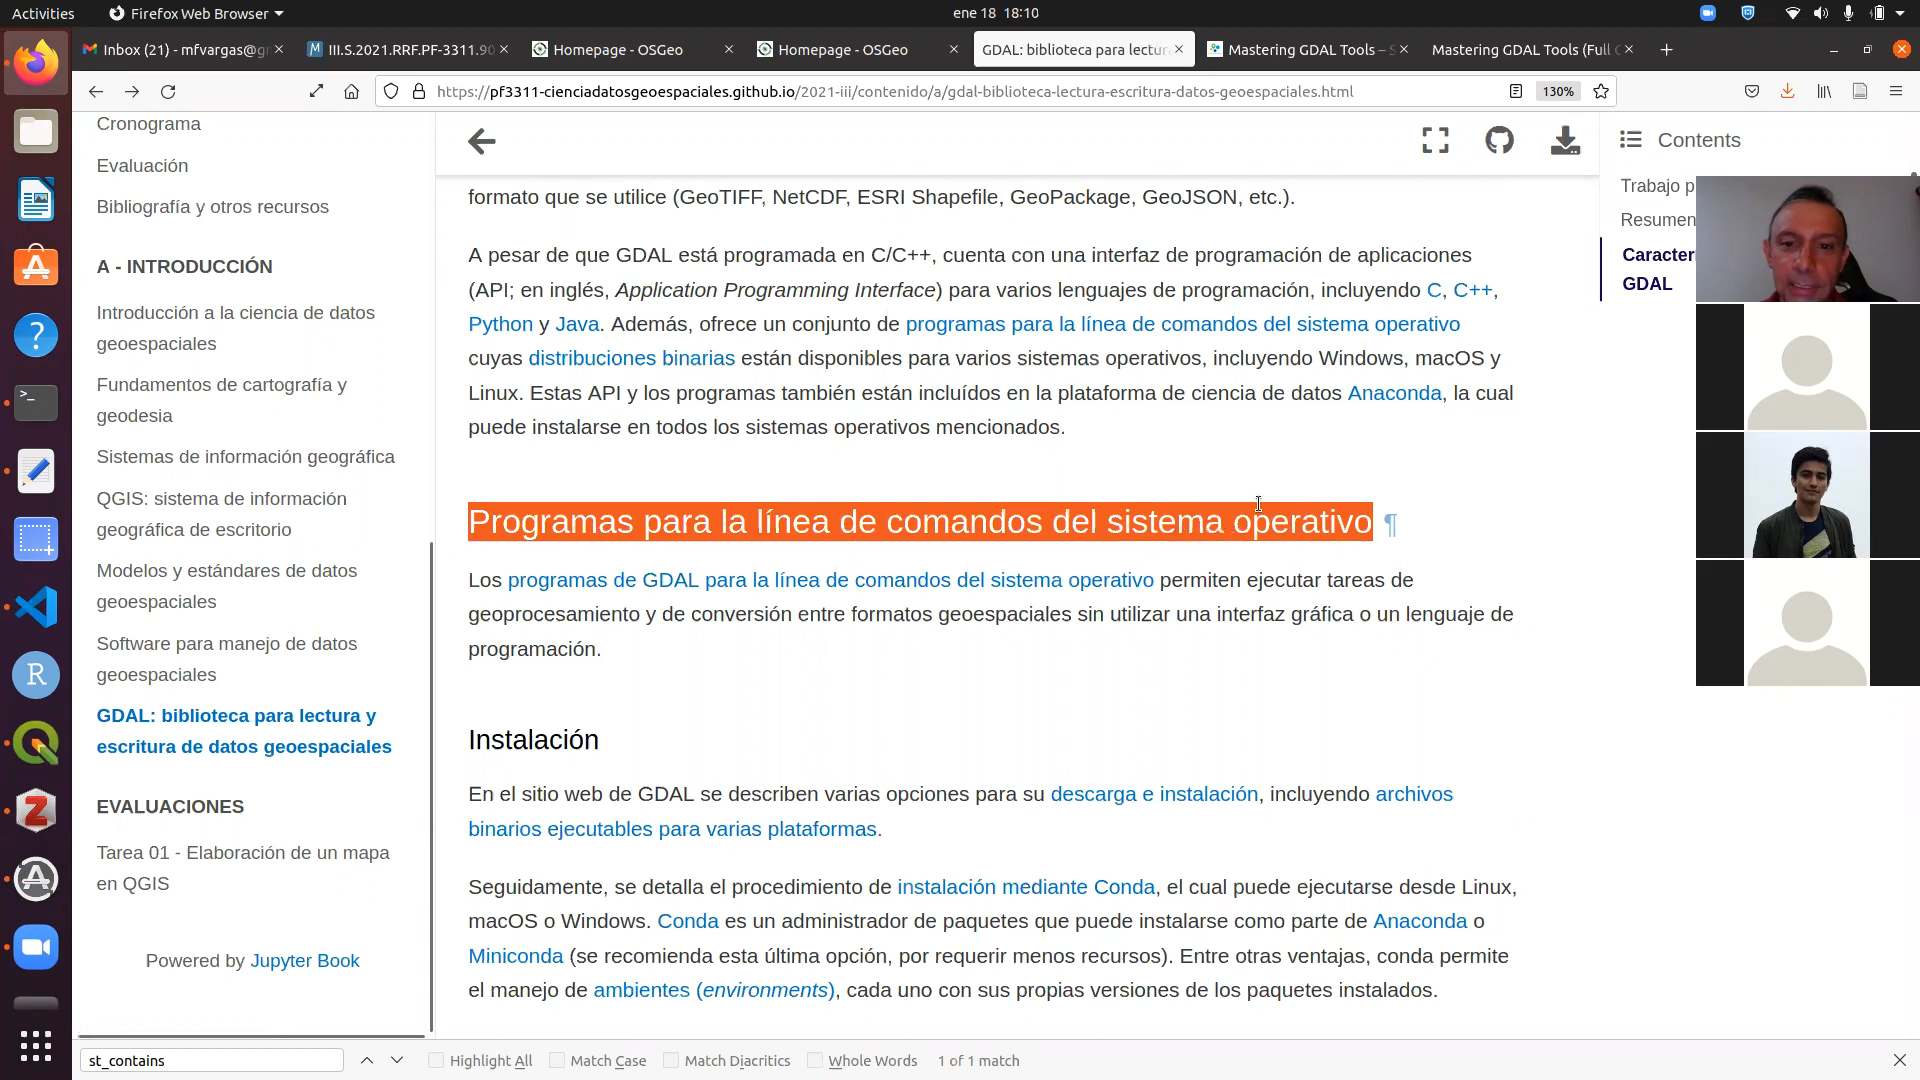 Activities
Firefox Web Browser
ene 18 18:10
Inbox (21) - mfvargas@g
III.S.2021.RRF.PF-3311.90
Homepage - OSGeo
Homepage - OSGeo
GDAL: biblioteca para lectur
Mastering GDAL Tools – S
Mastering GDAL Tools (Full C
https://pf3311-cienciadatosgeoespaciales.github.io/2021-iii/contenido/a/gdal-biblioteca-lectura-escritura-datos-geoespaciales.html
130%
Cronograma
Evaluación
Bibliografía y otros recursos
A - INTRODUCCIÓN
Introducción a la ciencia de datos
geoespaciales
Fundamentos de cartografía y
geodesia
Sistemas de información geográfica
QGIS: sistema de información
geográfica de escritorio
Modelos y estándares de datos
geoespaciales
Software para manejo de datos
geoespaciales
GDAL: biblioteca para lectura y
escritura de datos geoespaciales
EVALUACIONES
Tarea 01 - Elaboración de un mapa
en QGIS
Powered by Jupyter Book
formato que se utilice (GeoTIFF, NetCDF, ESRI Shapefile, GeoPackage, GeoJSON, etc.).
A pesar de que GDAL está programada en C/C++, cuenta con una interfaz de programación de aplicaciones
(API; en inglés, Application Programming Interface) para varios lenguajes de programación, incluyendo C, C++,
Python y Java. Además, ofrece un conjunto de programas para la línea de comandos del sistema operativo
cuyas distribuciones binarias están disponibles para varios sistemas operativos, incluyendo Windows, macOS y
Linux. Estas API y los programas también están incluídos en la plataforma de ciencia de datos Anaconda, la cual
puede instalarse en todos los sistemas operativos mencionados.
Programas para la línea de comandos del sistema operativo ¶
Los programas de GDAL para la línea de comandos del sistema operativo permiten ejecutar tareas de
geoprocesamiento y de conversión entre formatos geoespaciales sin utilizar una interfaz gráfica o un lenguaje de
programación.
Instalación
En el sitio web de GDAL se describen varias opciones para su descarga e instalación, incluyendo archivos
binarios ejecutables para varias plataformas.
Seguidamente, se detalla el procedimiento de instalación mediante Conda, el cual puede ejecutarse desde Linux,
macOS o Windows. Conda es un administrador de paquetes que puede instalarse como parte de Anaconda o
Miniconda (se recomienda esta última opción, por requerir menos recursos). Entre otras ventajas, conda permite
el manejo de ambientes (environments), cada uno con sus propias versiones de los paquetes instalados.
Contents
Trabajo p
Resumen
Caracter
GDAL
st_contains
Highlight All
Match Case
Match Diacritics
Whole Words
1 of 1 match